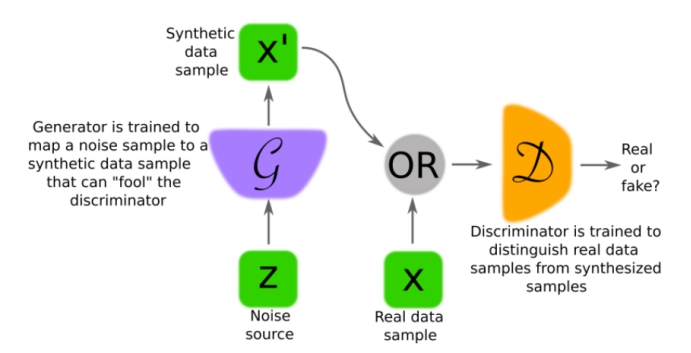 Synthetic
data
sample
x'
Generator is trained to
map a noise sample to a
synthetic data sample
that can "fool" the
discriminator
G
z
Noise
source
OR
x
Real data
sample
D
Real
or
fake?
Discriminator is trained to
distinguish real data
samples from synthesized
samples